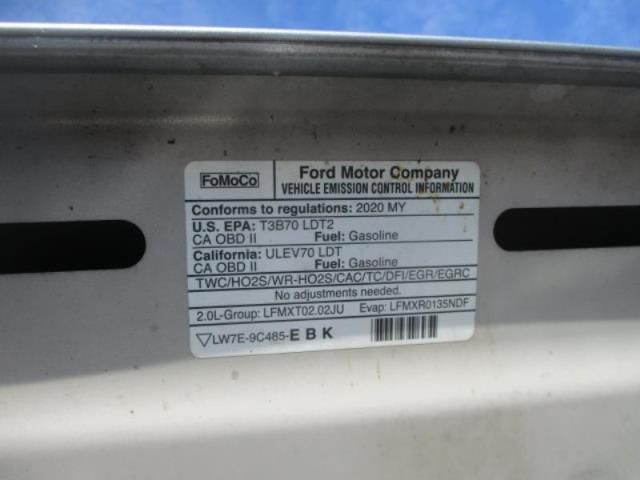 FoMoCo
Ford Motor Company
VEHICLE EMISSION CONTROL INFORMATION
Conforms to regulations: 2020 MY
U.S. EPA: T3B70 LDT2
CA OBD II Fuel: Gasoline
California: ULEV70 LDT
CA OBD II Fuel: Gasoline
TWC/HO2S/WR-HO2S/CAC/TC/DFI/EGR/EGRC
No adjustments needed.
2.0L-Group: LFMXT02.02JU Evap: LFMXR0135NDF
LW7E-9C485-EBK